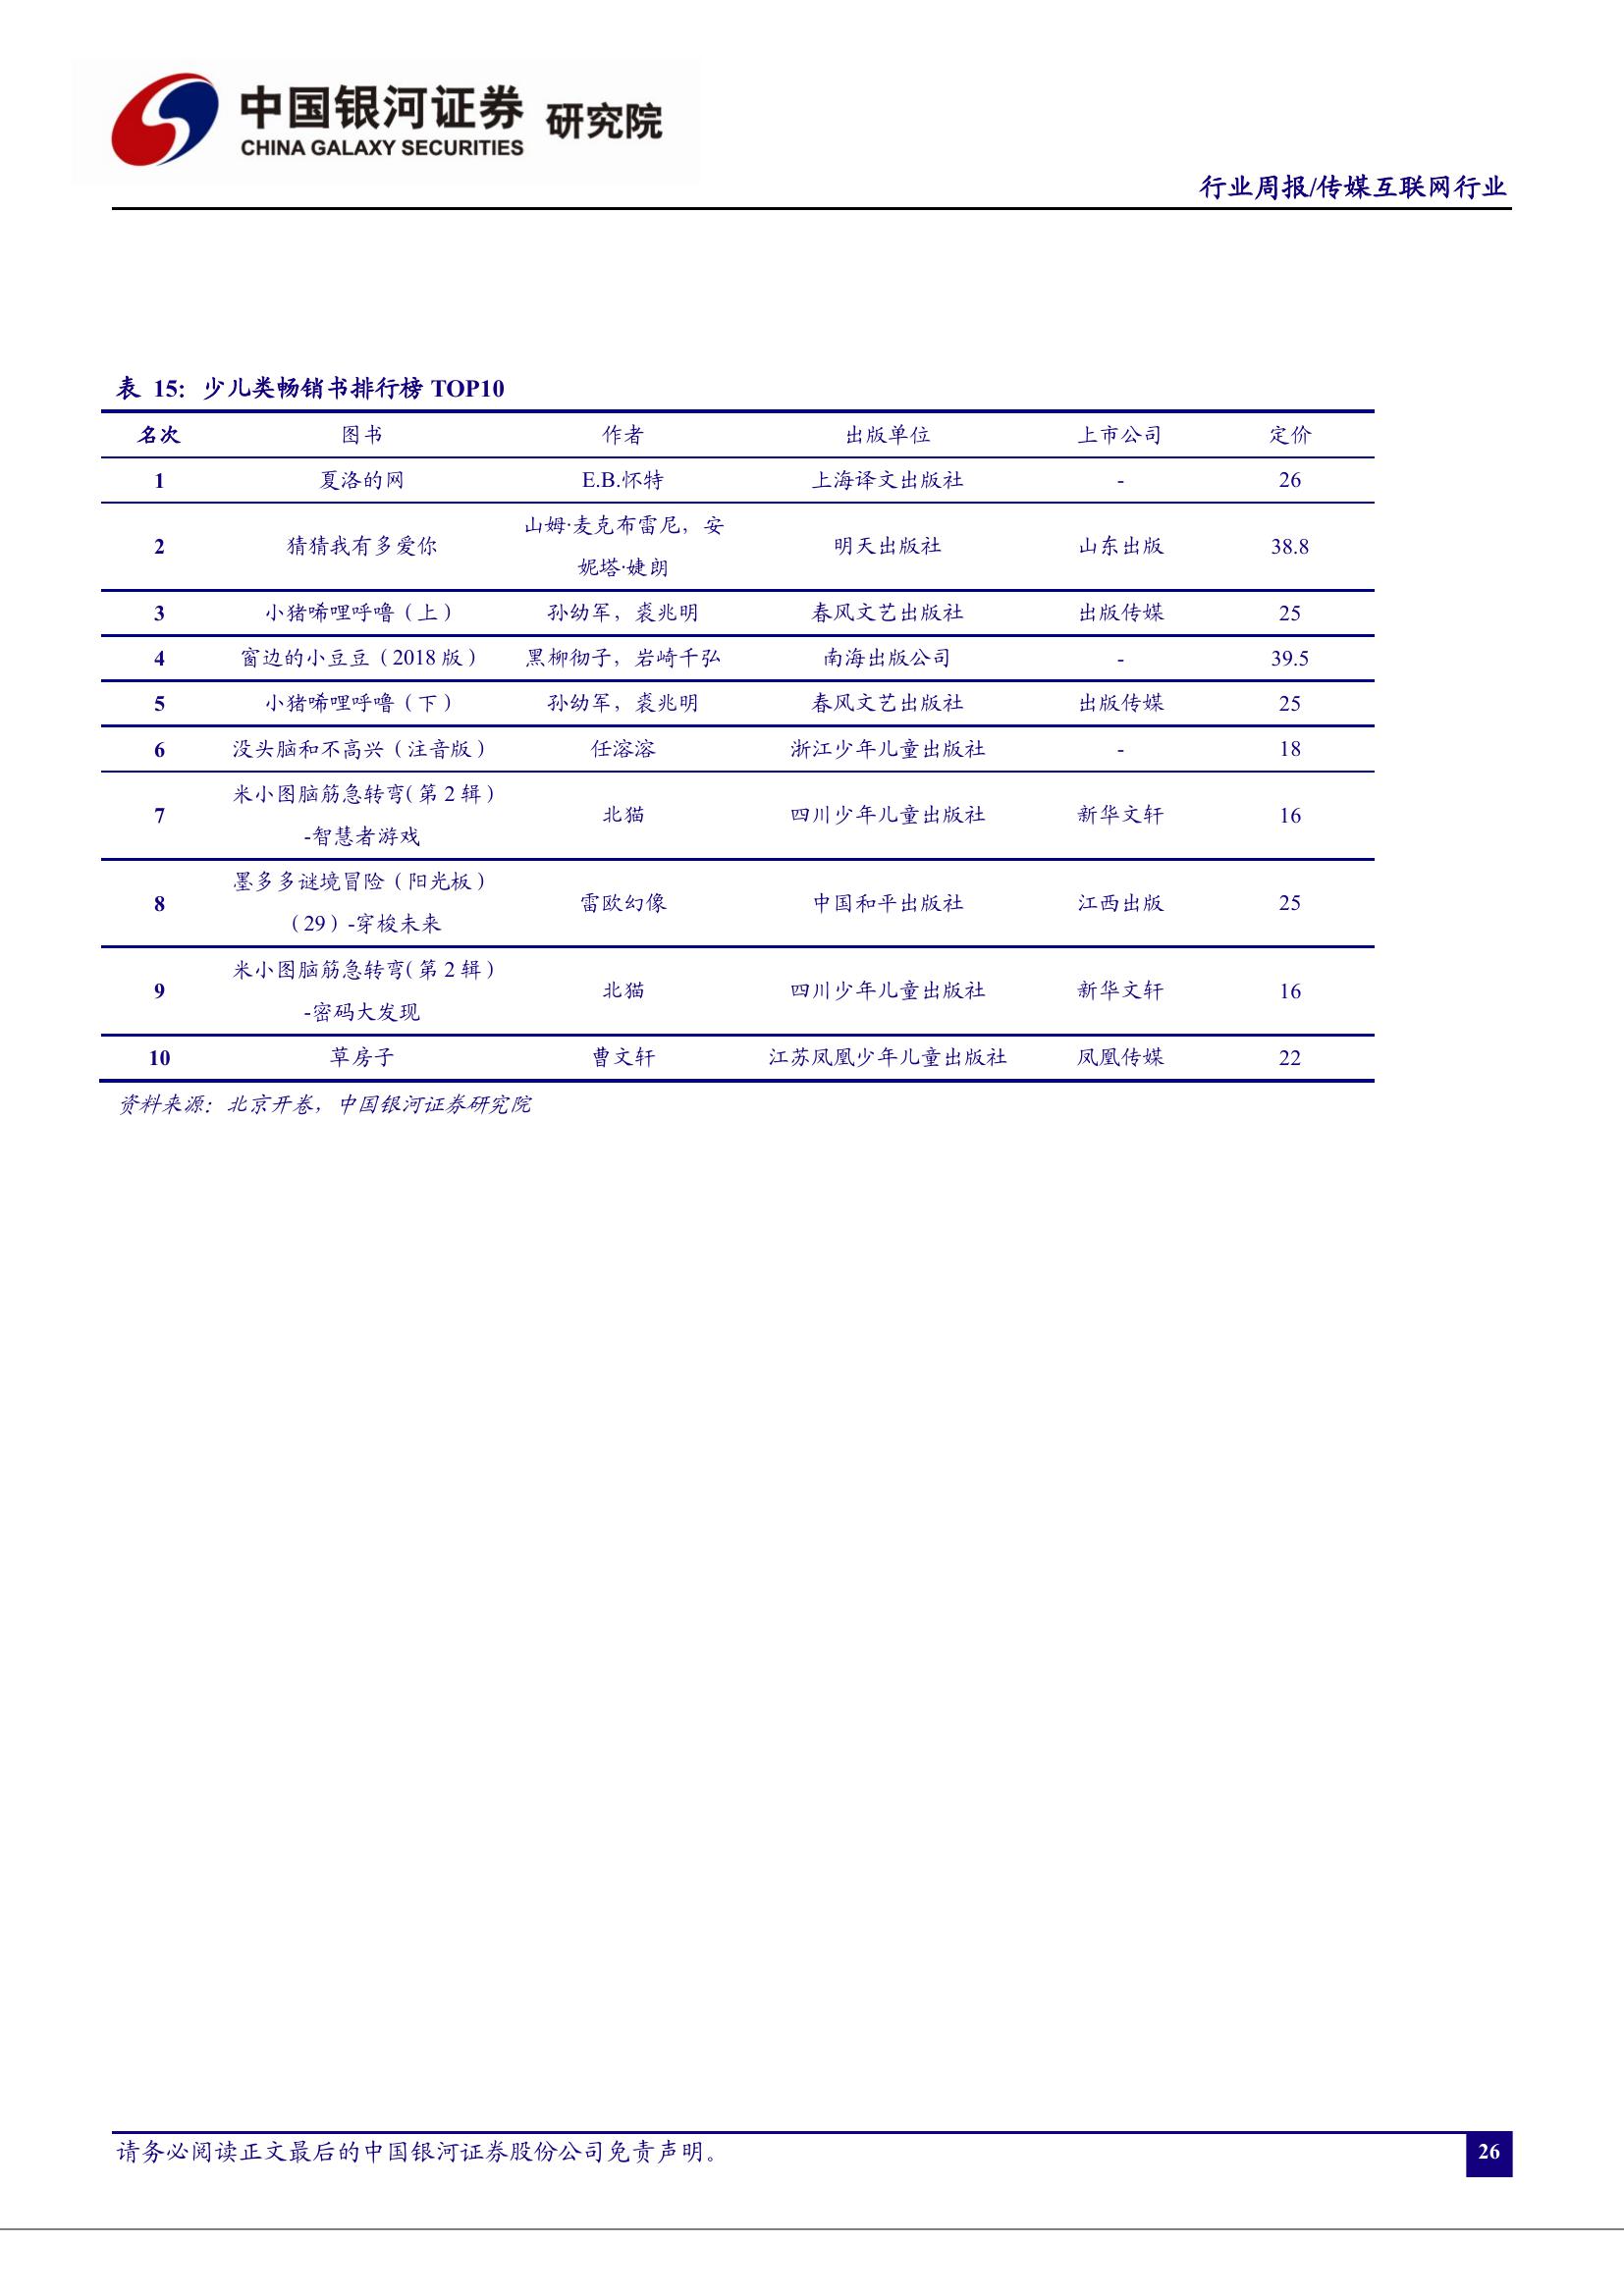 中国银河证券 研究院
CHINA GALAXY SECURITIES
行业周报/传媒互联网行业
表 15：少儿类畅销书排行榜 TOP10
名次 图书 作者 出版单位 上市公司 定价
1 夏洛的网 E.B.怀特 上海译文出版社 - 26
2 猜猜我有多爱你 山姆·麦克布雷尼，安 明天出版社 山东出版 38.8
妮塔·婕朗
3 小猪唏哩呼噜（上） 孙幼军，裘兆明 春风文艺出版社 出版传媒 25
4 窗边的小豆豆（2018 版） 黑柳彻子，岩崎千弘 南海出版公司 - 39.5
5 小猪唏哩呼噜（下） 孙幼军，裘兆明 春风文艺出版社 出版传媒 25
6 没头脑和不高兴（注音版） 任溶溶 浙江少年儿童出版社 - 18
米小图脑筋急转弯（第 2 辑）
7 -智慧者游戏 北猫 四川少年儿童出版社 新华文轩 16
墨多多谜境冒险（阳光板）
8 （29）-穿梭未来 雷欧幻像 中国和平出版社 江西出版 25
米小图脑筋急转弯（第 2 辑）
9 -密码大发现 北猫 四川少年儿童出版社 新华文轩 16
10 草房子 曹文轩 江苏凤凰少年儿童出版社 凤凰传媒 22
资料来源：北京开卷，中国银河证券研究院
请务必阅读正文最后的中国银河证券股份公司免责声明。
26